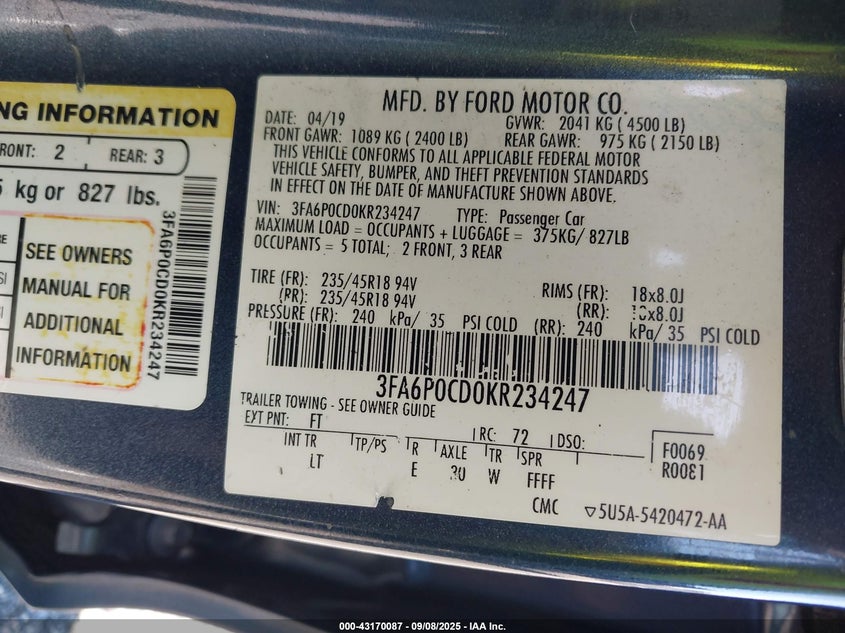 NG INFORMATION
FRONT: 2 REAR: 3
kg or 827 lbs.
SEE OWNERS
MANUAL FOR
ADDITIONAL
INFORMATION
3FA6P0CD0KR234247
MFD. BY FORD MOTOR CO.
DATE: 04/19 GVWR: 2041 KG ( 4500 LB)
FRONT GAWR: 1089 KG ( 2400 LB) REAR GAWR: 975 KG ( 2150 LB)
THIS VEHICLE CONFORMS TO ALL APPLICABLE FEDERAL MOTOR
VEHICLE SAFETY, BUMPER, AND THEFT PREVENTION STANDARDS
IN EFFECT ON THE DATE OF MANUFACTURE SHOWN ABOVE.
VIN: 3FA6P0CD0KR234247 TYPE: Passenger Car
MAXIMUM LOAD = OCCUPANTS + LUGGAGE = 375KG/ 827LB
OCCUPANTS = 5 TOTAL; 2 FRONT, 3 REAR
TIRE (FR): 235/45R18 94V RIMS (FR): 18x8.0J
(RR): 235/45R18 94V (RR): 18x8.0J
PRESSURE (FR): 240 kPa/ 35 PSI COLD (RR): 240 kPa/ 35 PSI COLD
3FA6P0CD0KR234247
TRAILER TOWING - SEE OWNER GUIDE
EXT PNT: FT RC: 72 DSO:
INT TR TP/PS R AXLE TR SPR
LT E 30 W FFFF
F0069
R0081
CMC ▽5U5A-5420472-AA
000-43170087 - 09/08/2025 - IAA Inc.